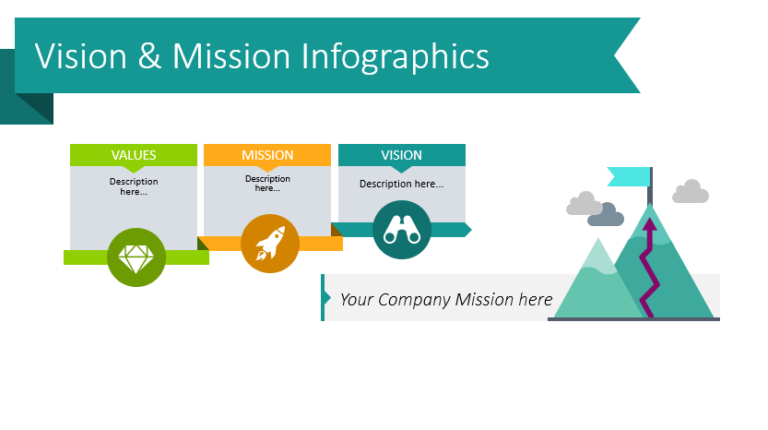 Vision & Mission Infographics
VALUES
Description
here...
MISSION
Description
here...
VISION
Description here...
Your Company Mission here